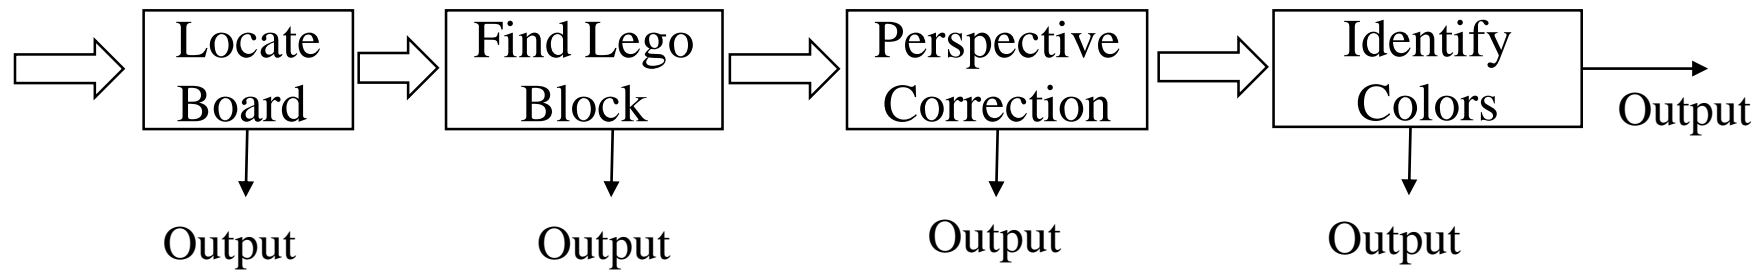 Locate
Board
Find Lego
Block
Perspective
Correction
Identify
Colors
Output
Output
Output
Output
Output